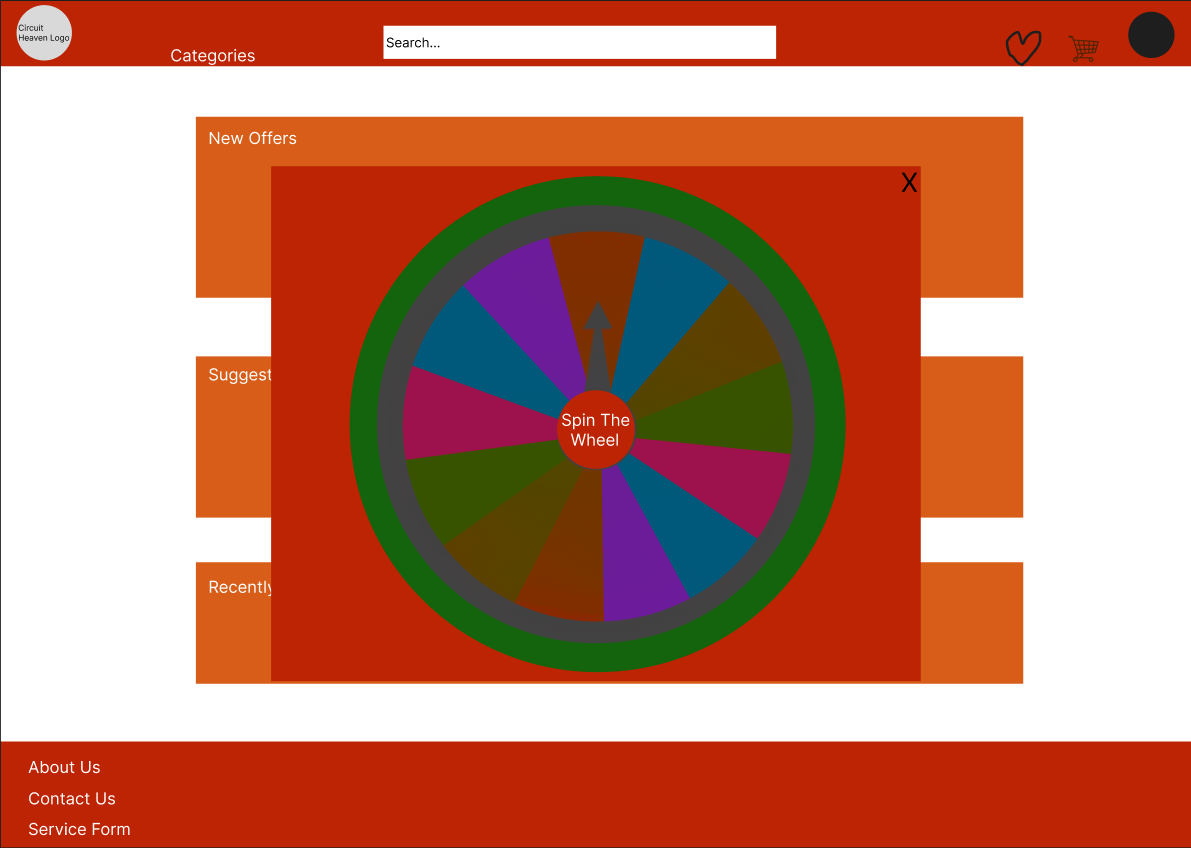 Circuit
Heaven Logo
Categories
Search...
New Offers
X
Suggest
Spin The
Wheel
Recently
About Us
Contact Us
Service Form